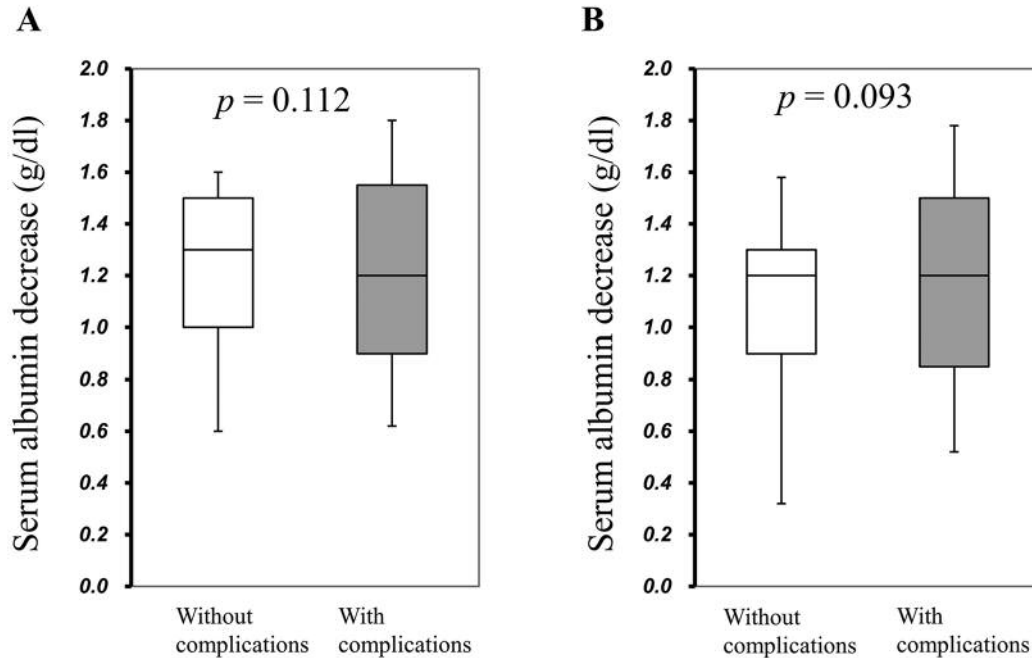 A
Serum albumin decrease (g/dl)
2.0
1.8
1.6
1.4
1.2
1.0
0.8
0.6
0.4
0.2
0.0
p = 0.112
Without
complications
With
complications
B
Serum albumin decrease (g/dl)
2.0
1.8
1.6
1.4
1.2
1.0
0.8
0.6
0.4
0.2
0.0
p = 0.093
Without
complications
With
complications